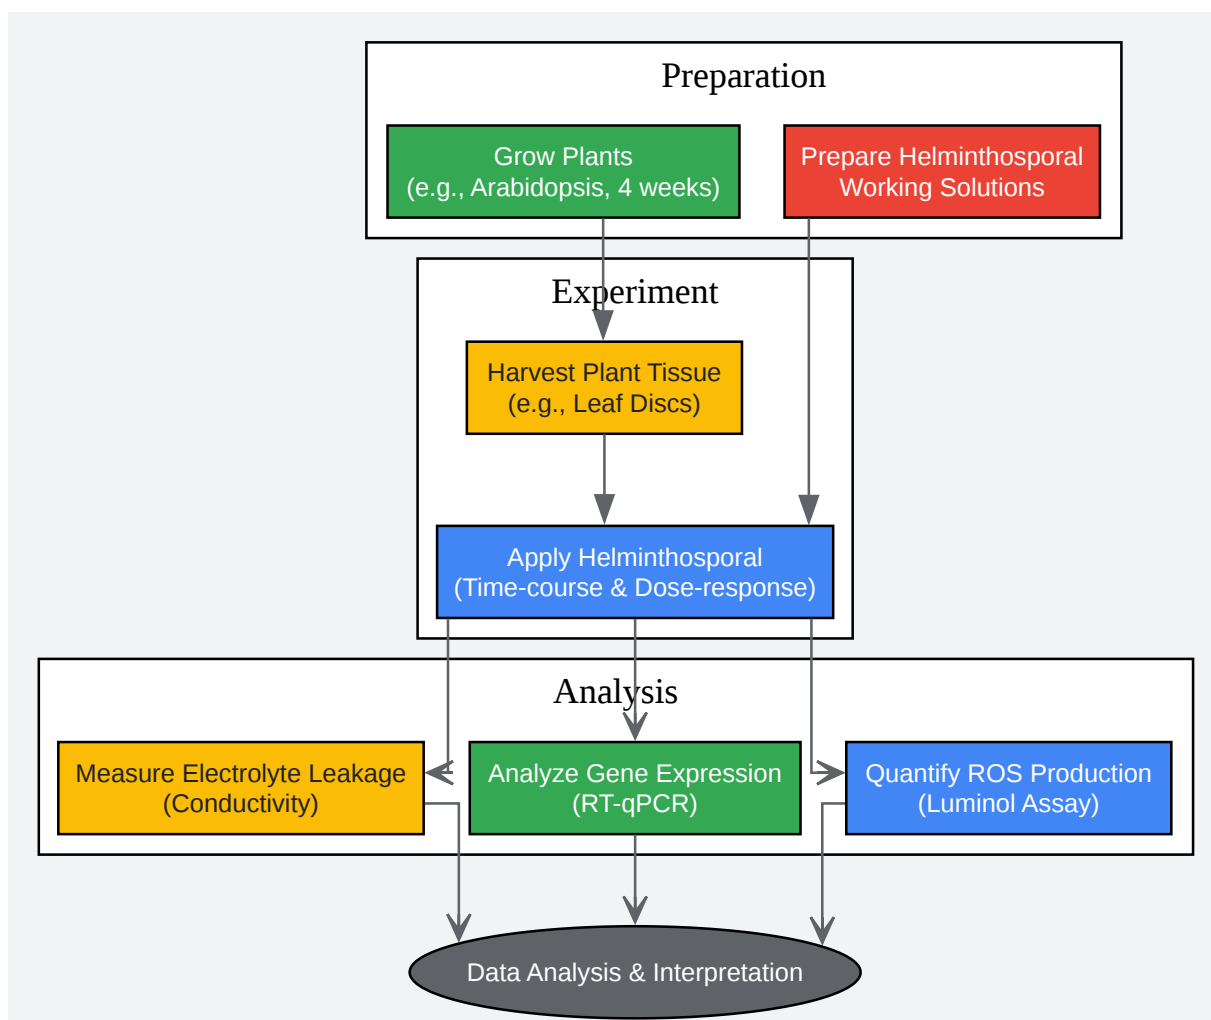 Preparation
Grow Plants
(e.g., Arabidopsis, 4 weeks)
Prepare Helminthosporal
Working Solutions
Experiment
Harvest Plant Tissue
(e.g., Leaf Discs)
Apply Helminthosporal
(Time-course & Dose-response)
Analysis
Measure Electrolyte Leakage
(Conductivity)
Analyze Gene Expression
(RT-qPCR)
Quantify ROS Production
(Luminol Assay)
Data Analysis & Interpretation